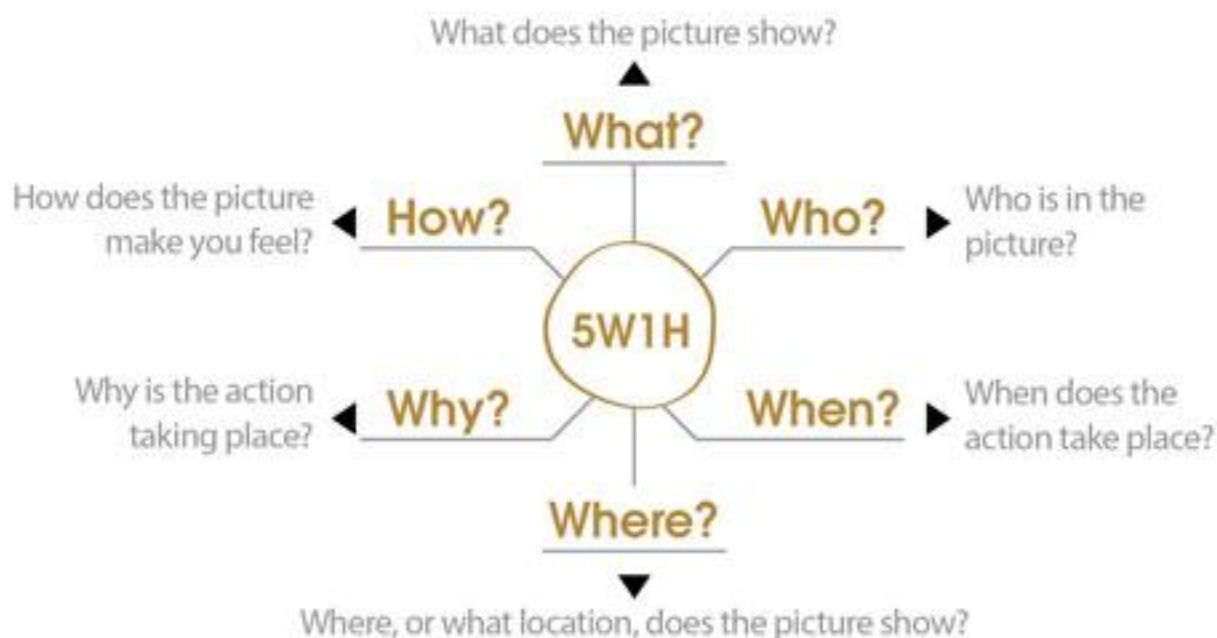 What does the picture show?
What?
How does the picture
make you feel?
How?
Who?
Who is in the
picture?
5W1H
Why is the action
taking place?
Why?
When?
When does the
action take place?
Where?
Where, or what location, does the picture show?